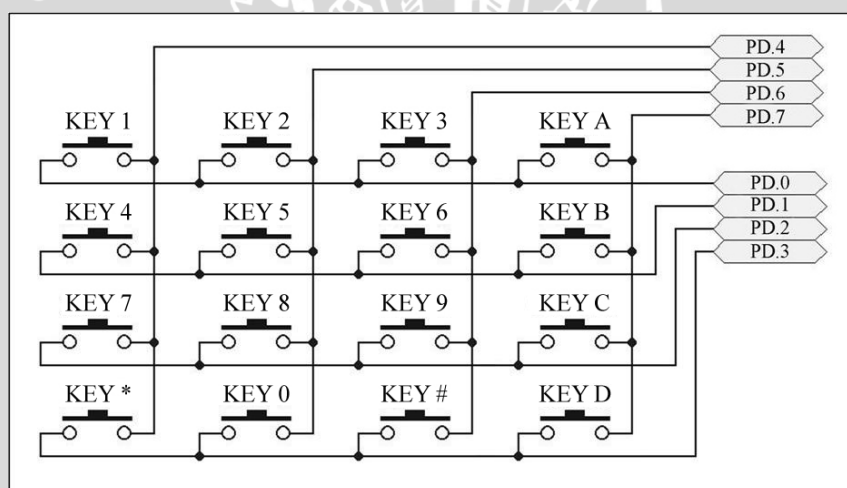 PD.4
PD.5
PD.6
PD.7
KEY 1 KEY 2 KEY 3 KEY A
PD.0
KEY 4 KEY 5 KEY 6 KEY B
PD.1
PD.2
PD.3
KEY 7 KEY 8 KEY 9 KEY C
KEY * KEY 0 KEY # KEY D